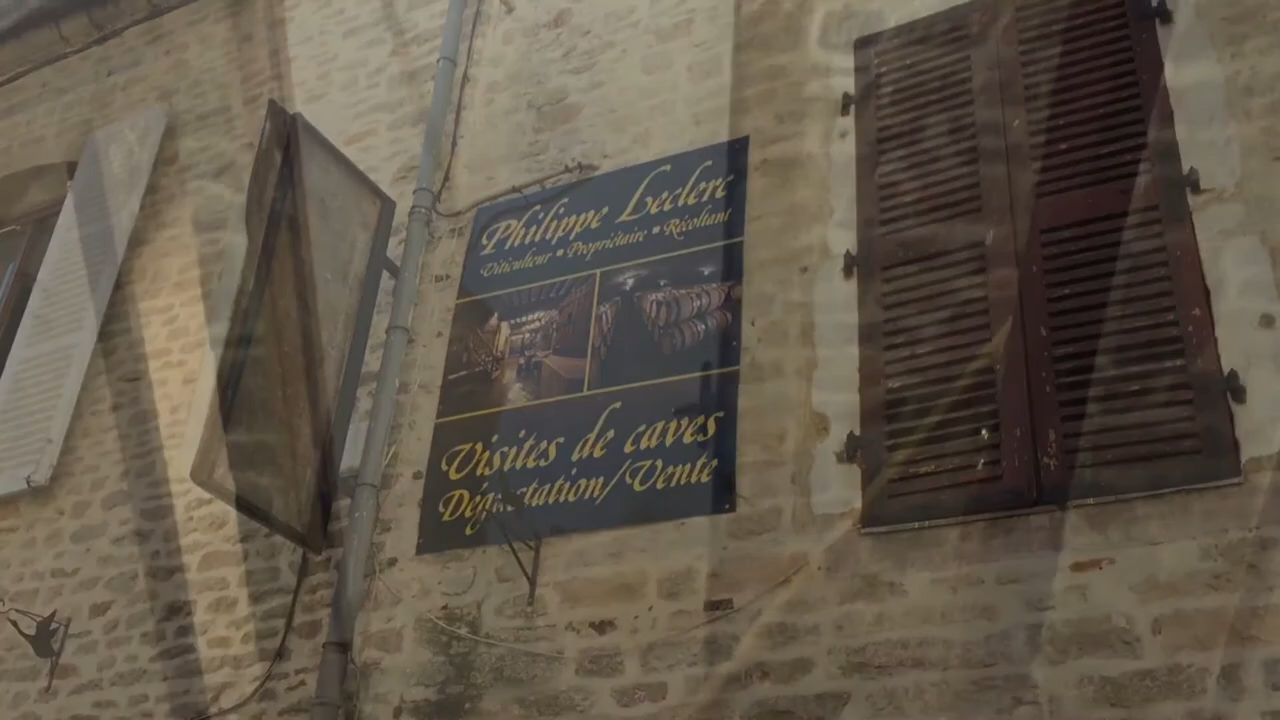 Philippe Leclerc
Viticulteur ▪ Propriétaire ▪ Récoltant
Visites de caves
Dégustation/Vente